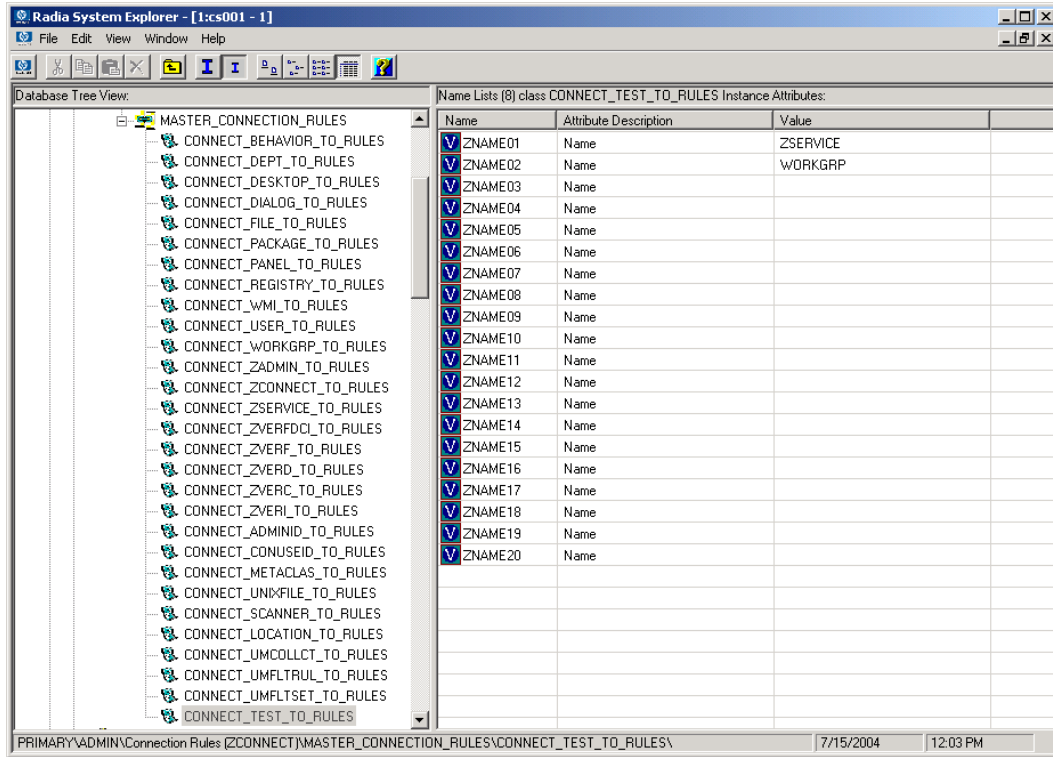 Radia System Explorer - [1:cs001 - 1]
File Edit View Window Help
Database Tree View:
MASTER_CONNECTION_RULES
CONNECT_BEHAVIOR_TO_RULES
CONNECT_DEPT_TO_RULES
CONNECT_DESKTOP_TO_RULES
CONNECT_DIALOG_TO_RULES
CONNECT_FILE_TO_RULES
CONNECT_PACKAGE_TO_RULES
CONNECT_PANEL_TO_RULES
CONNECT_REGISTRY_TO_RULES
CONNECT_WMI_TO_RULES
CONNECT_USER_TO_RULES
CONNECT_WORKGRP_TO_RULES
CONNECT_ZADMIN_TO_RULES
CONNECT_ZCONNECT_TO_RULES
CONNECT_ZSERVICE_TO_RULES
CONNECT_ZVERFDCI_TO_RULES
CONNECT_ZVERF_TO_RULES
CONNECT_ZVERD_TO_RULES
CONNECT_ZVERC_TO_RULES
CONNECT_ZVERI_TO_RULES
CONNECT_ADMINID_TO_RULES
CONNECT_CONUSEID_TO_RULES
CONNECT_METACLAS_TO_RULES
CONNECT_UNIXFILE_TO_RULES
CONNECT_SCANNER_TO_RULES
CONNECT_LOCATION_TO_RULES
CONNECT_UMCOLLCT_TO_RULES
CONNECT_UMFLTRUL_TO_RULES
CONNECT_UMFLTSET_TO_RULES
CONNECT_TEST_TO_RULES
Name Lists (8) class CONNECT_TEST_TO_RULES Instance Attributes:
Name Attribute Description Value
V ZNAME01 Name ZSERVICE
V ZNAME02 Name WORKGRP
V ZNAME03 Name
V ZNAME04 Name
V ZNAME05 Name
V ZNAME06 Name
V ZNAME07 Name
V ZNAME08 Name
V ZNAME09 Name
V ZNAME10 Name
V ZNAME11 Name
V ZNAME12 Name
V ZNAME13 Name
V ZNAME14 Name
V ZNAME15 Name
V ZNAME16 Name
V ZNAME17 Name
V ZNAME18 Name
V ZNAME19 Name
V ZNAME20 Name
PRIMARY\ADMIN\Connection Rules (ZCONNECT)\MASTER_CONNECTION_RULES\CONNECT_TEST_TO_RULES\ 7/15/2004 12:03 PM